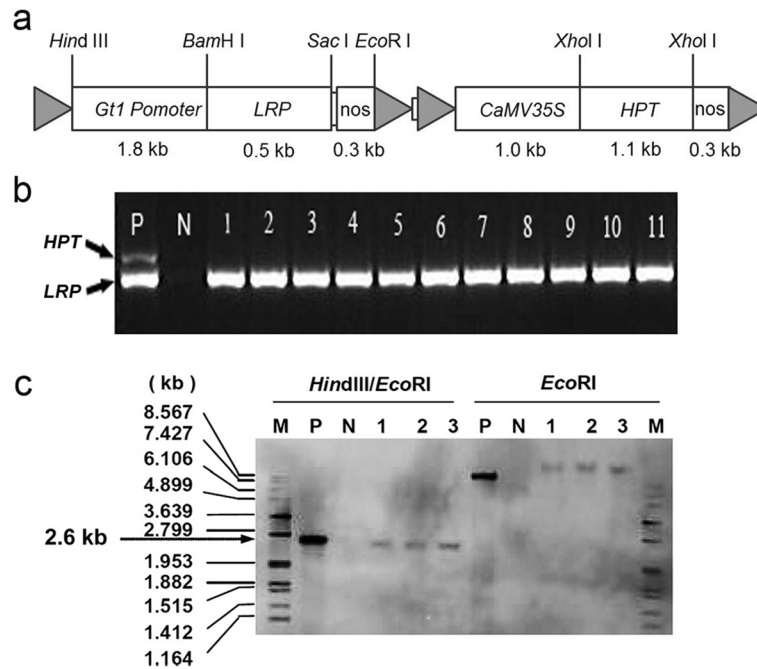 a
Hind III BamH I Sac I EcoR I Xhol I Xhol I
Gt1 Pomoter LRP nos CaMV35S HPT nos
1.8 kb 0.5 kb 0.3 kb 1.0 kb 1.1 kb 0.3 kb
b
P N 1 2 3 4 5 6 7 8 9 10 11
HPT
LRP
c
( kb) HindIII/EcoRI EcoRI
M P N 1 2 3 P N 1 2 3 M
8.567
7.427
6.106
4.899
3.639
2.799
2.6 kb
1.953
1.882
1.515
1.412
1.164